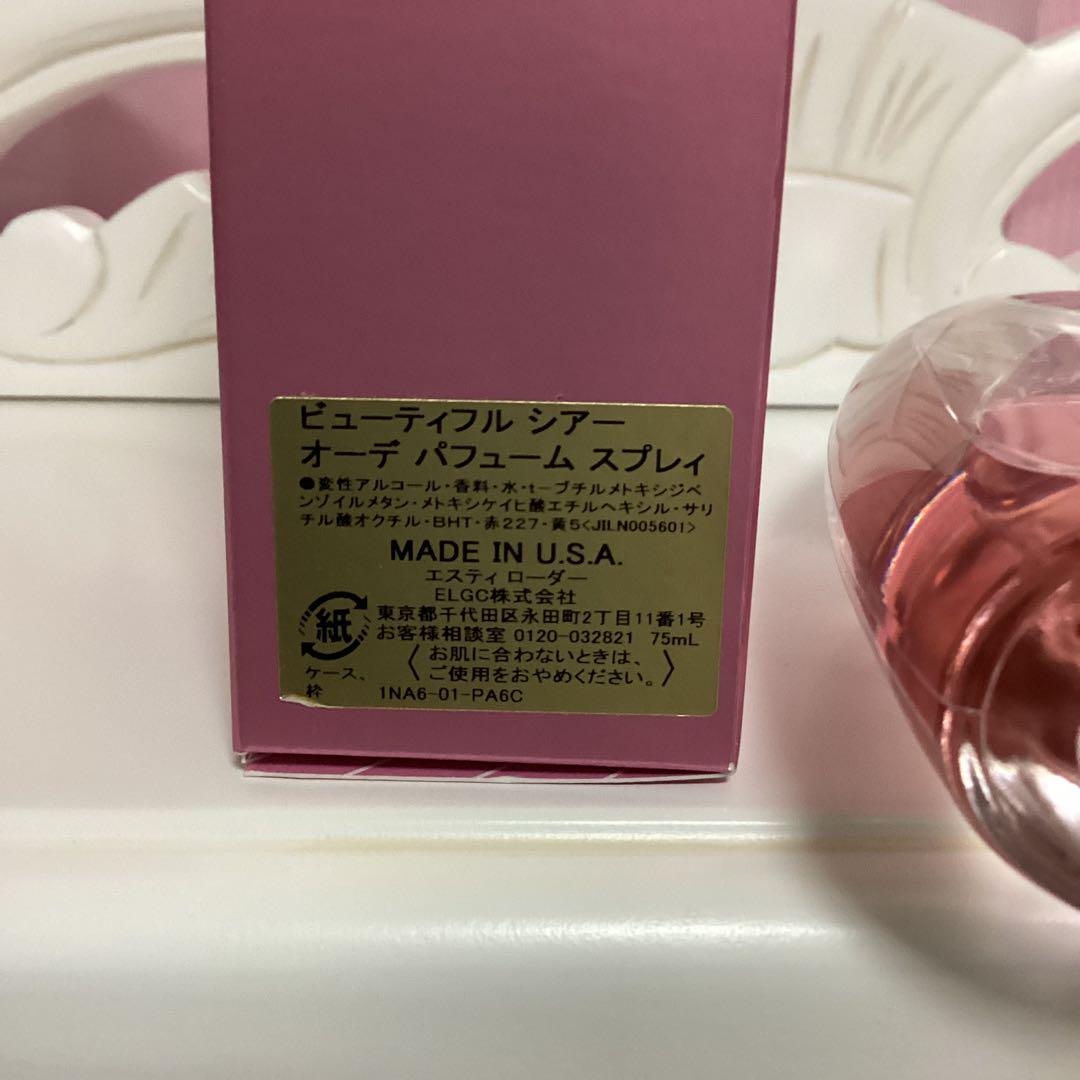 ビューティフル シアー
オーデ パフューム スプレィ
●変性アルコール・香料・水・t-ブチルメトキシジベ
ンゾイルメタン・メトキシケイヒ酸エチルヘキシル・サリ
チル酸オクチル・BHT・赤227・黄5<JILN005601>
MADE IN U.S.A.
エスティ ローダー
ELGC株式会社
東京都千代田区永田町2丁目11番1号
お客様相談室 0120-032821 75mL
〈お肌に合わないときは、
ご使用をおやめください。〉
紙
ケース、
枠
1NA6-01-PA6C